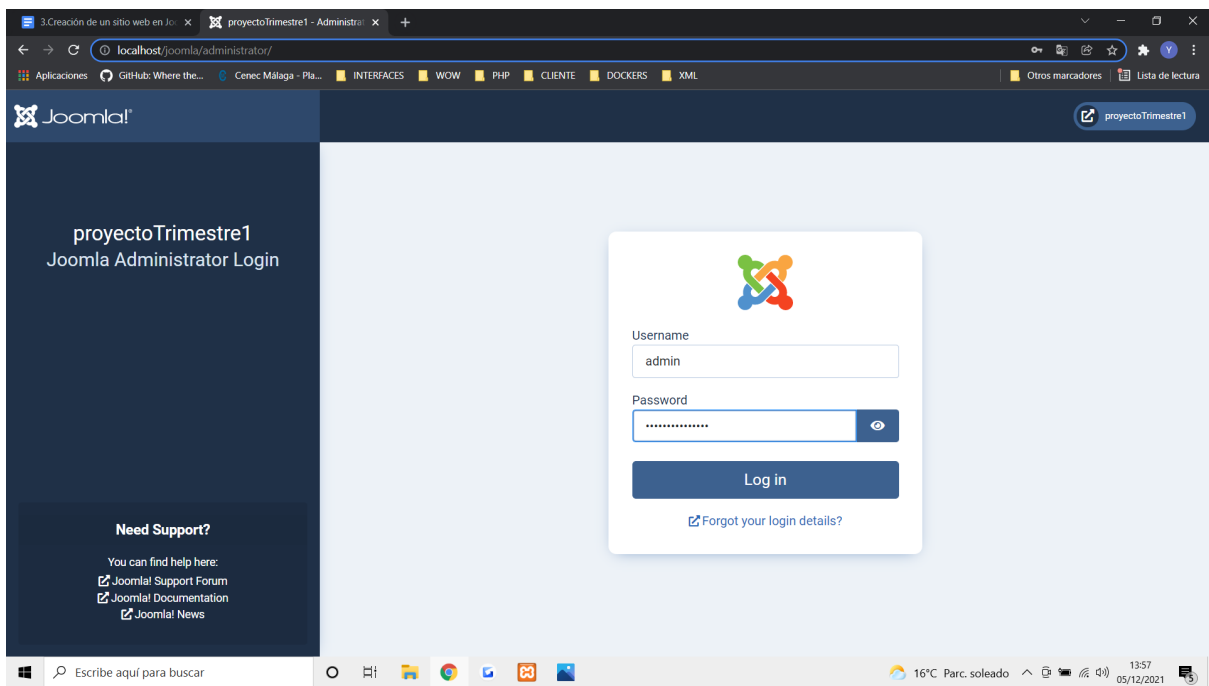 3.Creación de un sitio web en Joo
proyectoTrimestre1 - Administrat
localhost/joomla/administrator/
Y
Aplicaciones
GitHub: Where the...
Cenec Málaga - Pla...
INTERFACES
WOW
PHP
CLIENTE
DOCKERS
XML
Otros marcadores
Lista de lectura
Joomla!®
proyectoTrimestre1
proyectoTrimestre1
Joomla Administrator Login
Username
admin
Password
Log in
Forgot your login details?
Need Support?
You can find help here:
Joomla! Support Forum
Joomla! Documentation
Joomla! News
Escribe aquí para buscar
16°C Parc. soleado
13:57
05/12/2021
5